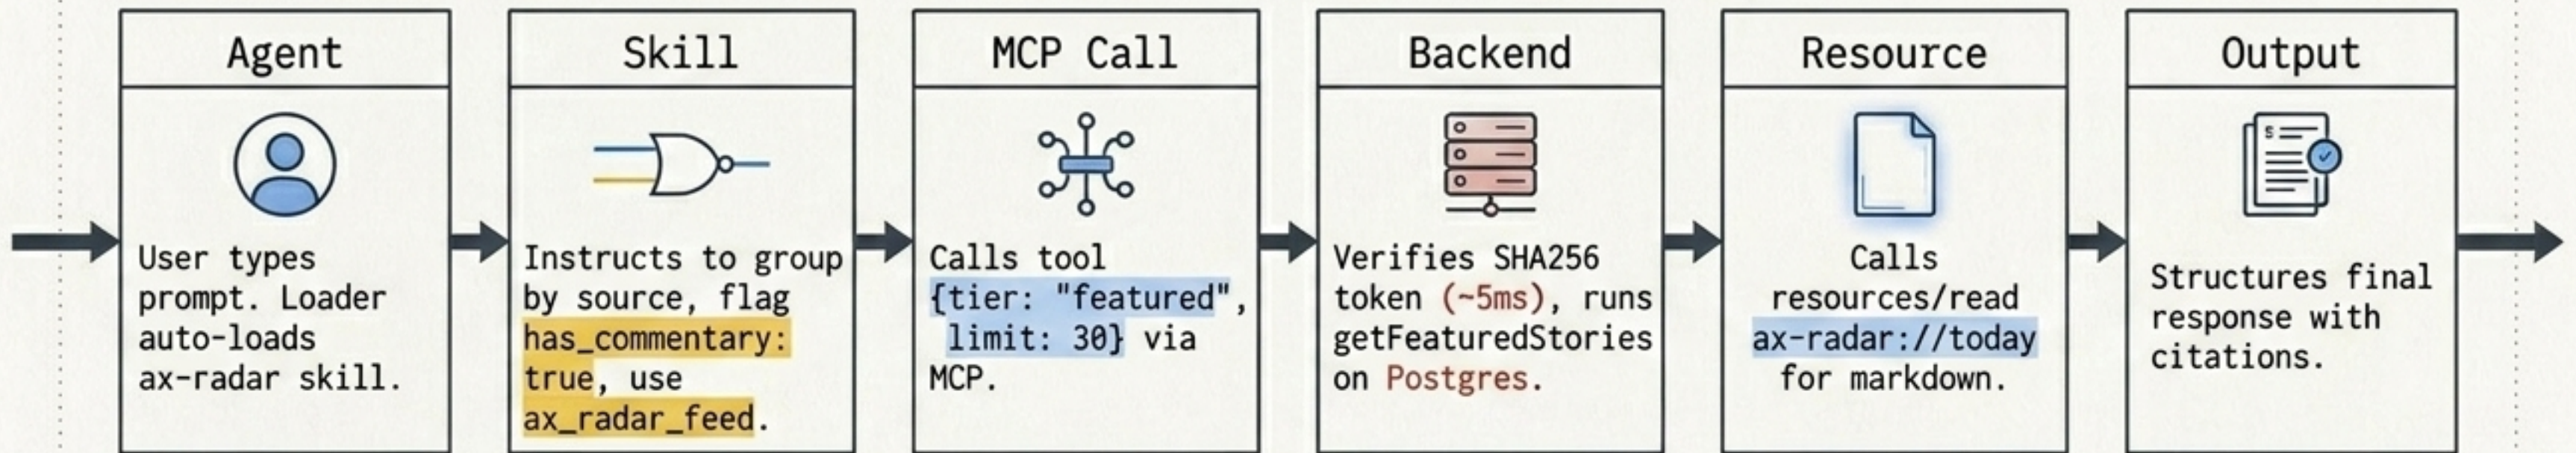 Agent
User types
prompt. Loader
auto-loads
ax-radar skill.
Skill
Instructs to group
by source, flag
has_commentary:
true, use
ax_radar_feed.
MCP Call
Calls tool
{tier: "featured",
limit: 30} via
MCP.
Backend
Verifies SHA256
token (~5ms), runs
getFeaturedStories
on Postgres.
Resource
Calls
resources/read
ax-radar://today
for markdown.
Output
Structures final
response with
citations.